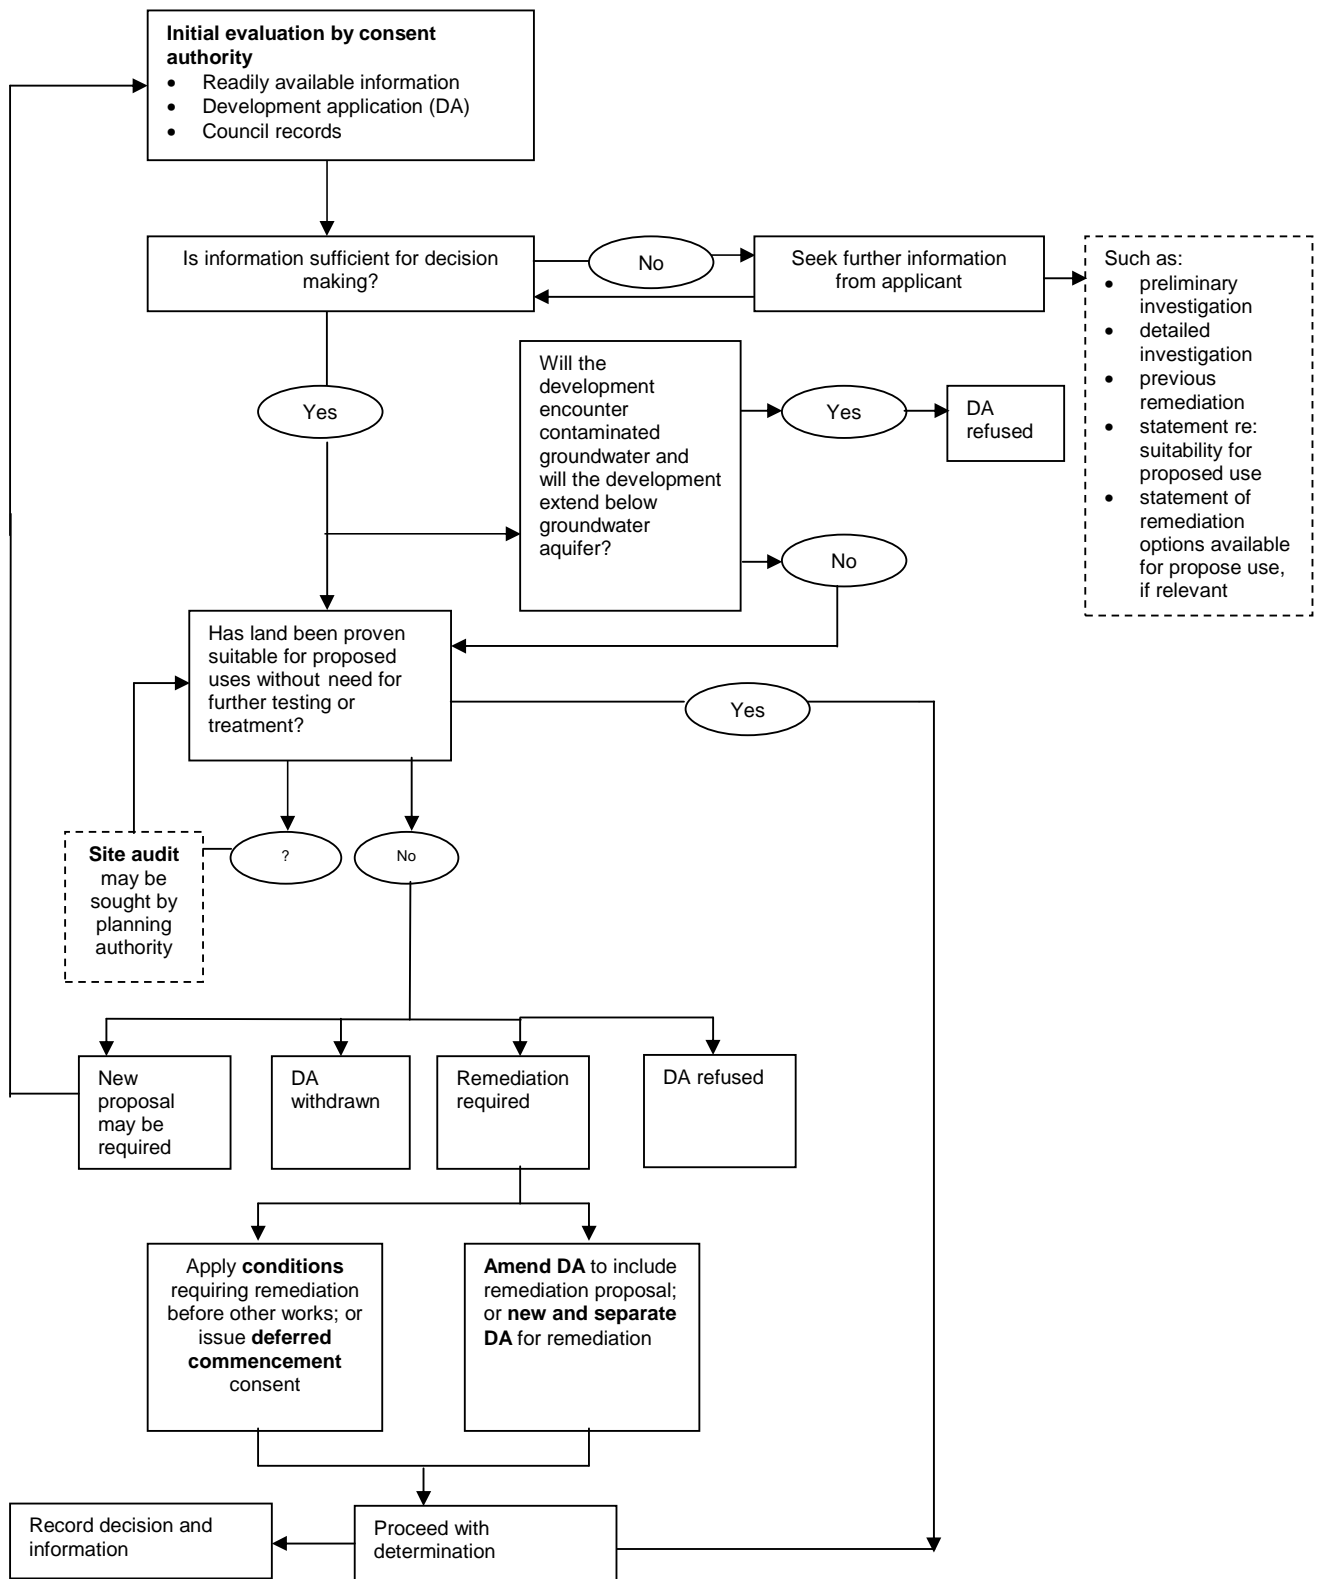 Initial evaluation by consent
authority
• Readily available information
• Development application (DA)
• Council records
Is information sufficient for decision
making?
No
Seek further information
from applicant
Such as:
• preliminary
investigation
• detailed
investigation
• previous
remediation
• statement re:
suitability for
proposed use
• statement of
remediation
options available
for propose use,
if relevant
Yes
Will the
development
encounter
contaminated
groundwater and
will the development
extend below
groundwater
aquifer?
Yes
DA
refused
No
Has land been proven
suitable for proposed
uses without need for
further testing or
treatment?
Yes
Site audit
may be
sought by
planning
authority
?
No
New
proposal
may be
required
DA
withdrawn
Remediation
required
DA refused
Apply conditions
requiring remediation
before other works; or
issue deferred
commencement
consent
Amend DA to include
remediation proposal;
or new and separate
DA for remediation
Record decision and
information
Proceed with
determination